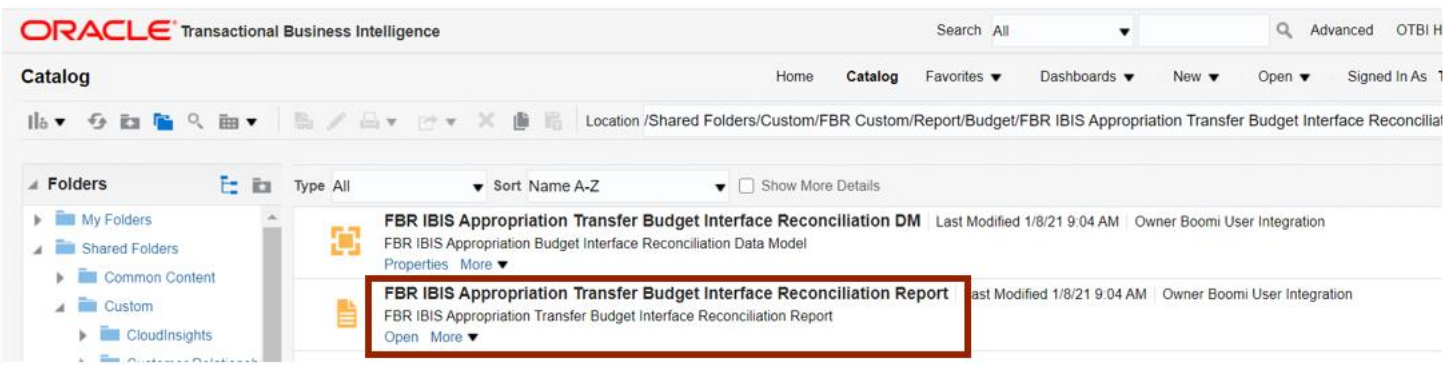 ORACLE Transactional Business Intelligence Search All Advanced OTBI H
Catalog Home Catalog Favorites Dashboards New Open Signed In As
Location /Shared Folders/Custom/FBR Custom/Report/Budget/FBR IBIS Appropriation Transfer Budget Interface Reconciliat
Folders Type All Sort Name A-Z Show More Details
My Folders
Shared Folders
Common Content
Custom
CloudInsights
FBR IBIS Appropriation Transfer Budget Interface Reconciliation DM Last Modified 1/8/21 9:04 AM Owner Boomi User Integration
FBR IBIS Appropriation Budget Interface Reconciliation Data Model
Properties More
FBR IBIS Appropriation Transfer Budget Interface Reconciliation Report ast Modified 1/8/21 9:04 AM Owner Boomi User Integration
FBR IBIS Appropriation Transfer Budget Interface Reconciliation Report
Open More